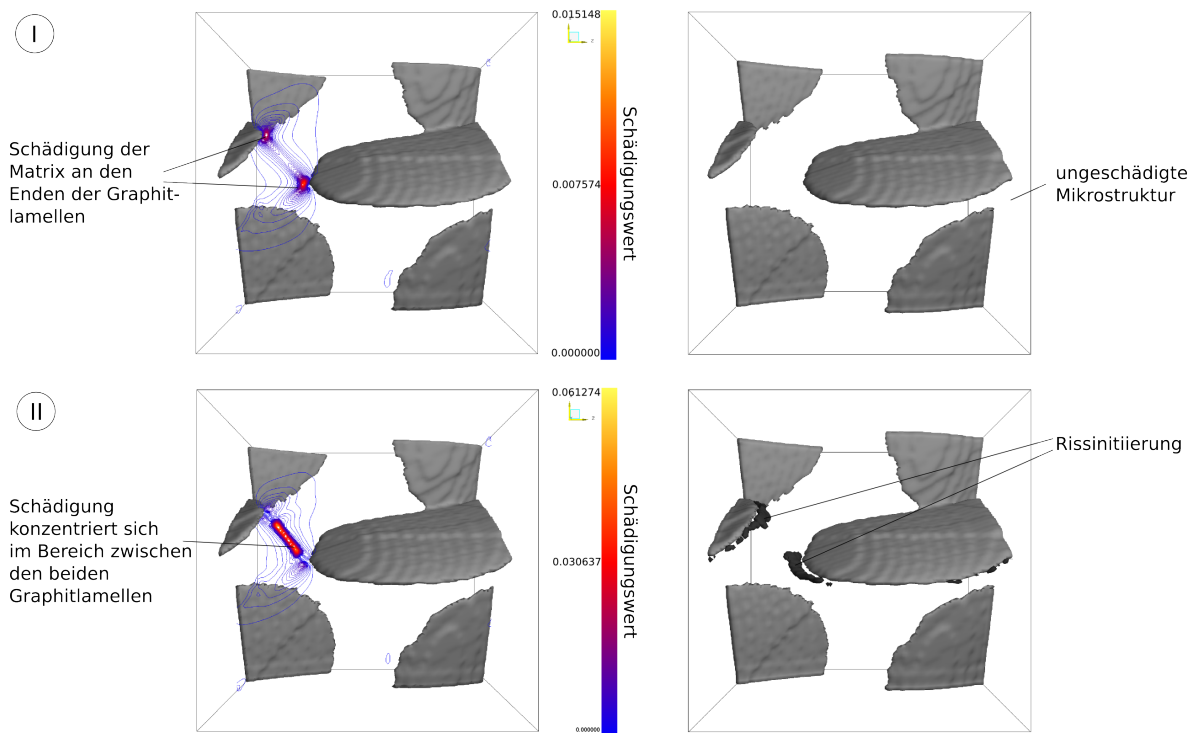 I
0.015148
z
Schädigung der
Matrix an den
Enden der Graphit-
lamellen
0.007574
Schädigungswert
0.000000
ungeschädigte
Mikrostruktur
II
0.061274
z
Schädigung
konzentriert sich
im Bereich zwischen
den beiden
Graphitlamellen
0.030637
Schädigungswert
0.000000
Rissinitiierung